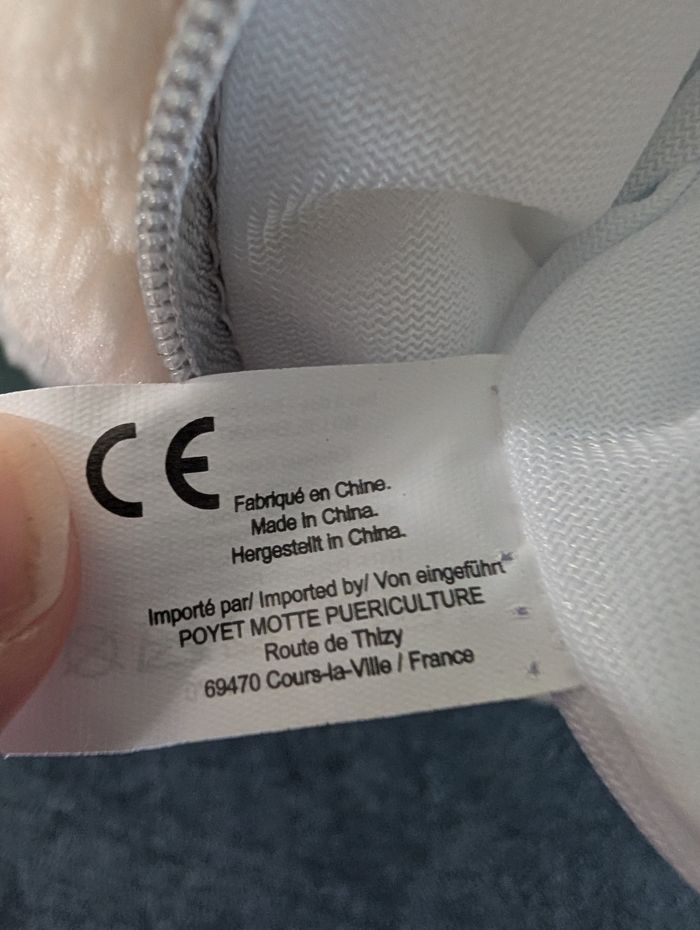 CE
Fabriqué en Chine.
Made in China.
Hergestellt in China.
Importé par/ Imported by/ Von eingeführt
POYET MOTTE PUERICULTURE
Route de Thizy
69470 Cours-la-Ville / France